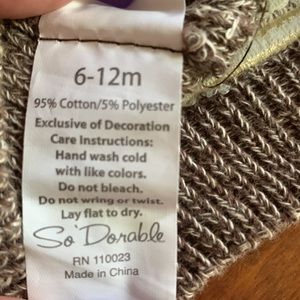 6-12m
95% Cotton/5% Polyester
Exclusive of Decoration
Care Instructions:
Hand wash cold
with like colors.
Do not bleach.
Do not wring or twist.
Lay flat to dry.
So'Dorable
RN 110023
Made in China